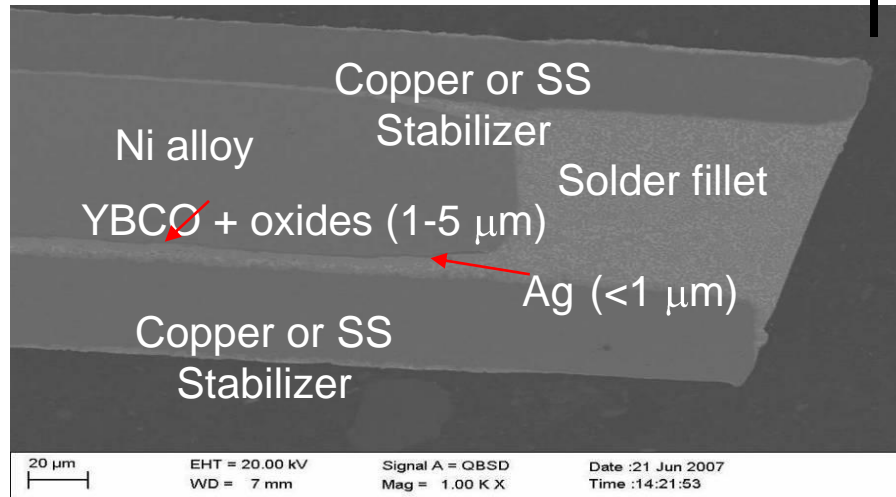 Copper or SS
Stabilizer
Ni alloy
Solder fillet
YBCO + oxides (1-5 μm)
Ag (<1 μm)
Copper or SS
Stabilizer
20 μm
EHT = 20.00 kV
WD = 7 mm
Signal A = QBSD
Mag = 1.00 K X
Date :21 Jun 2007
Time :14:21:53